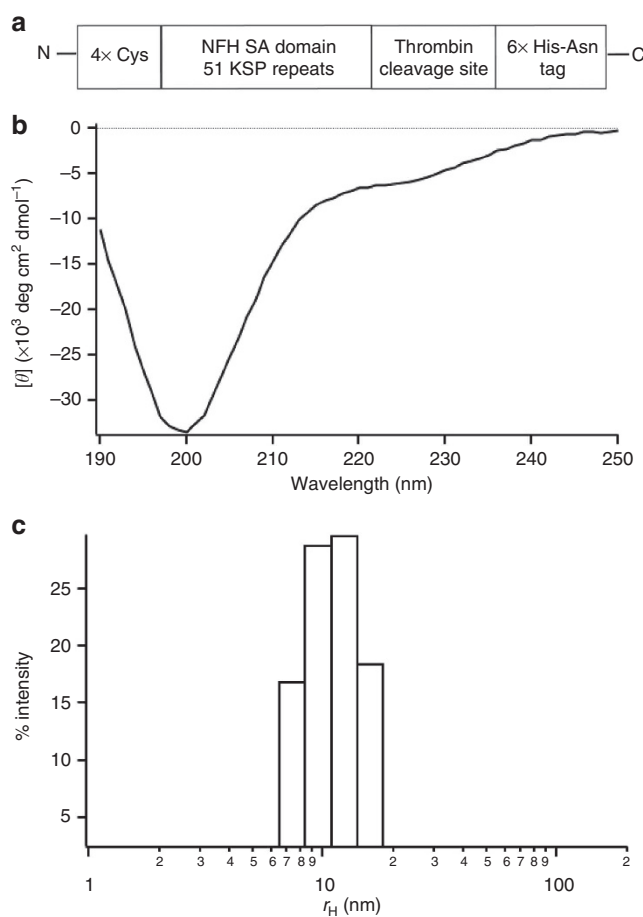 a
N
4× Cys
NFH SA domain
51 KSP repeats
Thrombin
cleavage site
6× His-Asn
tag
C
b
0
−5
−10
−15
−20
−25
−30
[θ] (×10³ deg cm² dmol⁻¹)
190 200 210 220 230 240 250
Wavelength (nm)
c
25
20
15
10
5
% intensity
2 3 4 5 6 7 8 9 2 3 4 5 6 7 8 9 2
1 10 100
r_H (nm)